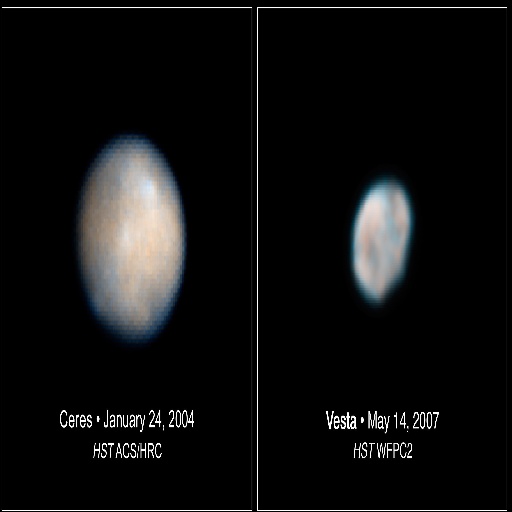 Ceres • January 24, 2004
HST ACS/HRC
Vesta • May 14, 2007
HST WFPC2